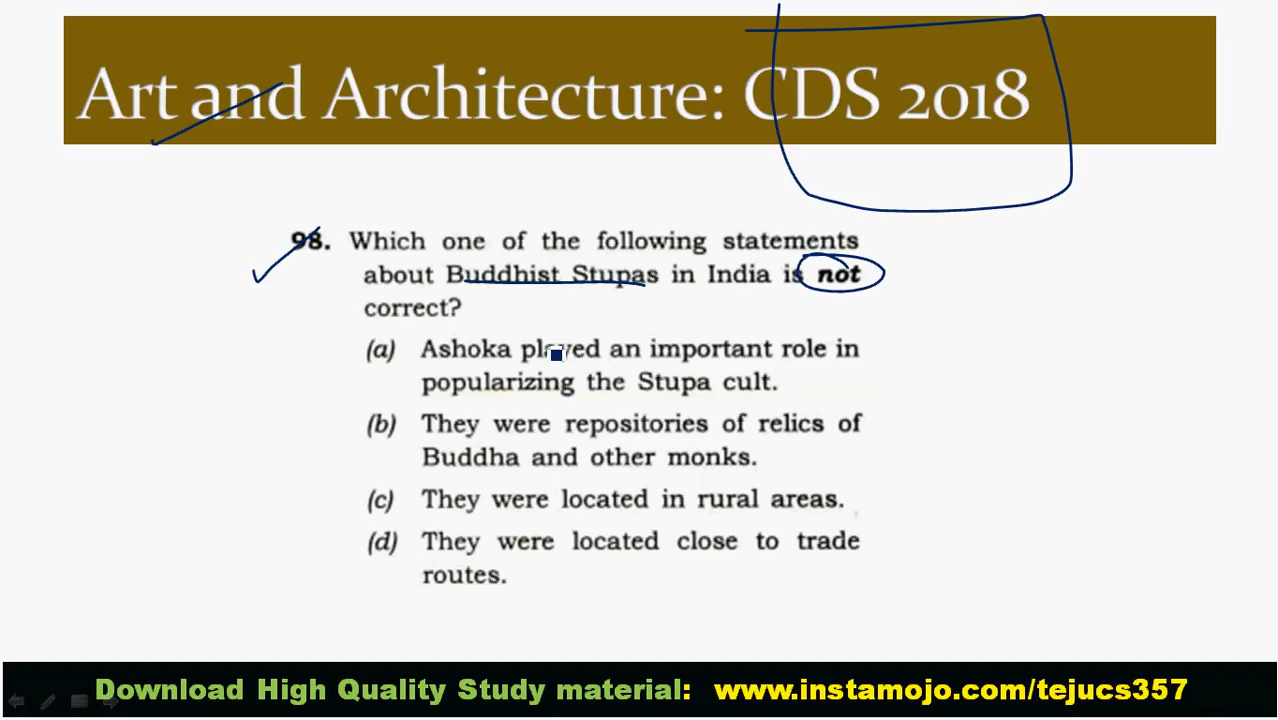 Art and Architecture: CDS 2018
98. Which one of the following statements
about Buddhist Stupas in India is not
correct?
(a) Ashoka played an important role in
popularizing the Stupa cult.
(b) They were repositories of relics of
Buddha and other monks.
(c) They were located in rural areas.
(d) They were located close to trade
routes.
Download High Quality Study material: www.instamojo.com/tejucs357